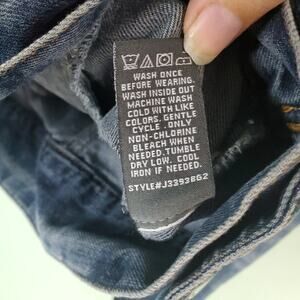 WASH ONCE
BEFORE WEARING.
WASH INSIDE OUT
MACHINE WASH
COLD WITH LIKE
COLORS. GENTLE
CYCLE .ONLY
NON-CHLORINE
BLEACH WHEN
NEEDED.TUMBLE
DRY LOW. COOL
IRON IF NEEDED.
STYLE#J3393BG2